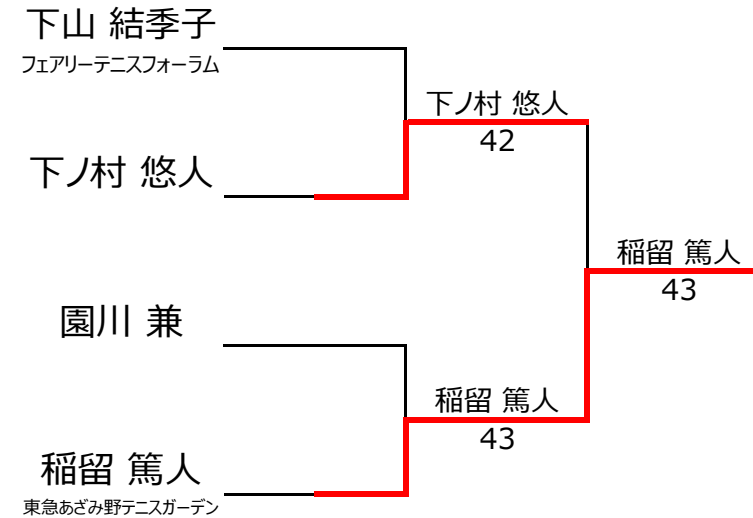 下山 結季子
フェアリーテニスフォーラム
下ノ村 悠人
42
下ノ村 悠人
稲留 篤人
43
園川 兼
稲留 篤人
43
稲留 篤人
東急あざみ野テニスガーデン